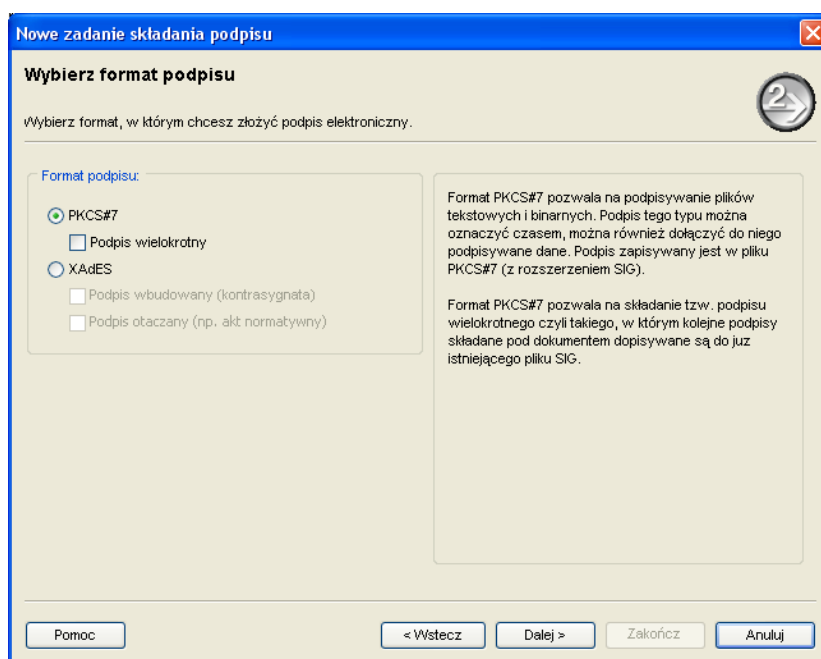 Nowe zadanie składania podpisu
Wybierz format podpisu
Wybierz format, w którym chcesz złożyć podpis elektroniczny.
2
Format podpisu:
PKCS#7
Podpis wielokrotny
XAdES
Podpis wbudowany (kontrasygnata)
Podpis otaczany (np. akt normatywny)
Format PKCS#7 pozwala na podpisywanie plików
tekstowych i binarnych. Podpis tego typu można
oznaczyć czasem, można również dołączyć do niego
podpisywane dane. Podpis zapisywany jest w pliku
PKCS#7 (z rozszerzeniem SIG).
Format PKCS#7 pozwala na składanie tzw. podpisu
wielokrotnego czyli takiego, w którym kolejne podpisy
składane pod dokumentem dopisywane są do juz
istniejącego pliku SIG.
Pomoc
< Wstecz
Dalej >
Zakończ
Anuluj